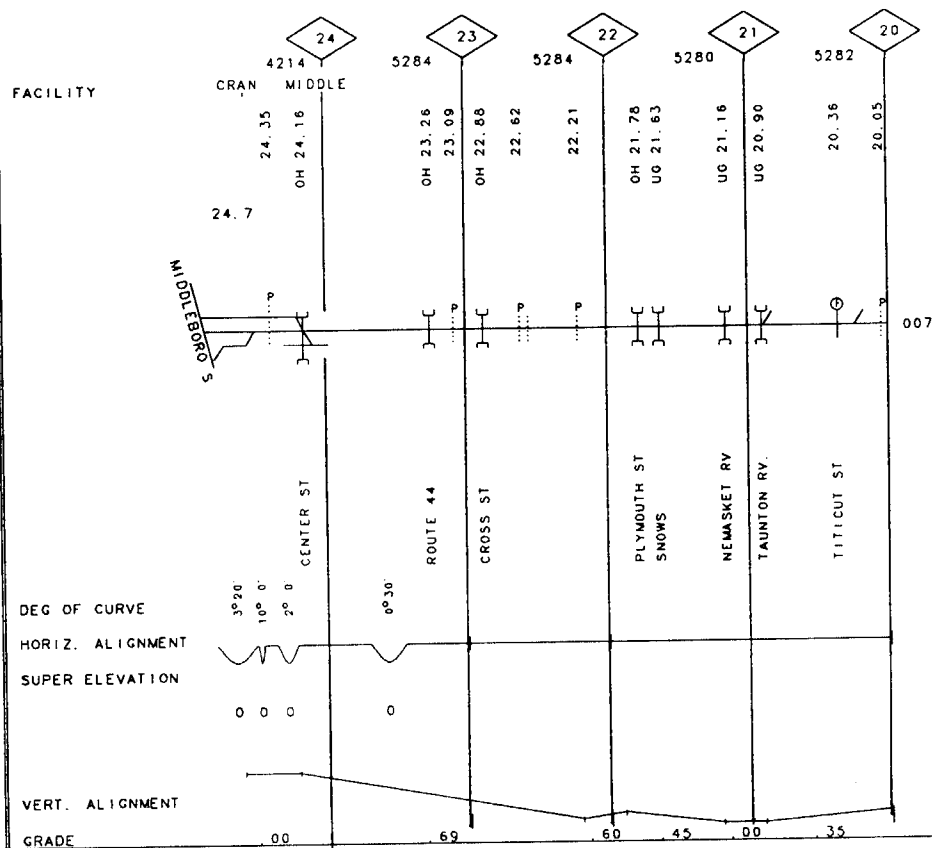 24 23 22 21 20
4214 5284 5284 5280 5282
FACILITY CRAN MIDDLE
24.35 OH 24.16 OH 23.26 23.09 OH 22.88 22.62 22.21 OH 21.78 UG 21.63 UG 21.16 UG 20.90 20.36 20.05
24.7
MIDDLEBORO S
P P P P F P
007
CENTER ST ROUTE 44 CROSS ST PLYMOUTH ST SNOWS NEMASKET RV TAUNTON RV. TITICUT ST
DEG OF CURVE 3°20' 10° 0' 2° 0' 0°30'
HORIZ. ALIGNMENT
SUPER ELEVATION
0 0 0 0
VERT. ALIGNMENT
GRADE .00 .69 .60 .45 .00 .35